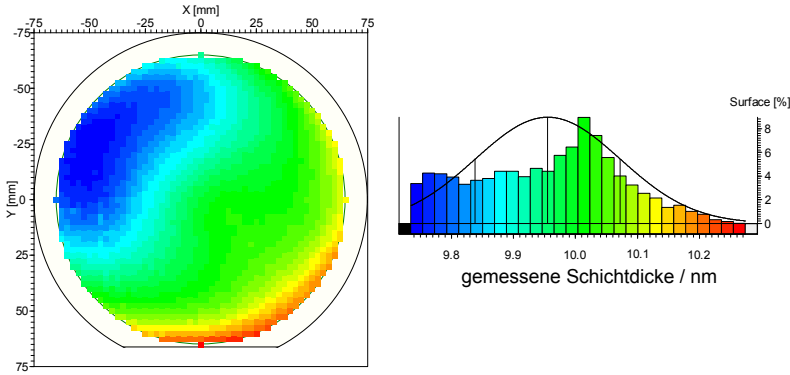 X [mm]
-75 -50 -25 0 25 50 75
Y [mm]
-50
-25
0
25
50
75
Surface [%]
8
6
4
2
0
9.8 9.9 10.0 10.1 10.2
gemessene Schichtdicke / nm